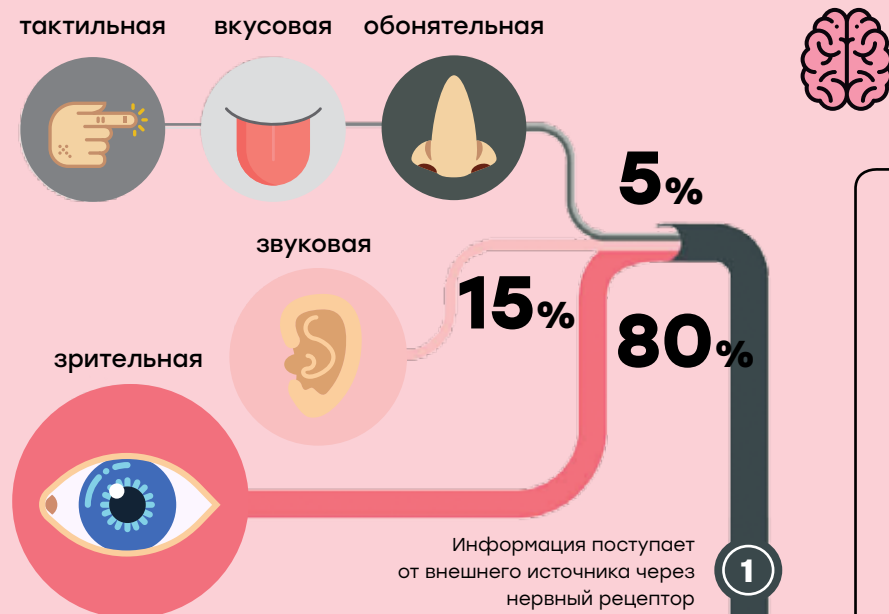 тактильная вкусовая обонятельная
5%
звуковая
15%
80%
зрительная
Информация поступает
от внешнего источника через
нервный рецептор
1